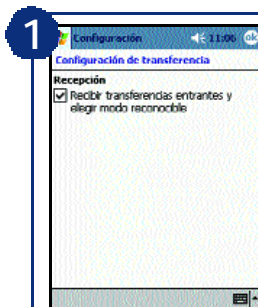 1
Configuración 11:06 ok
Configuración de transferencia
Recepción
Recibir transferencias entrantes y
elegir modo reconocible